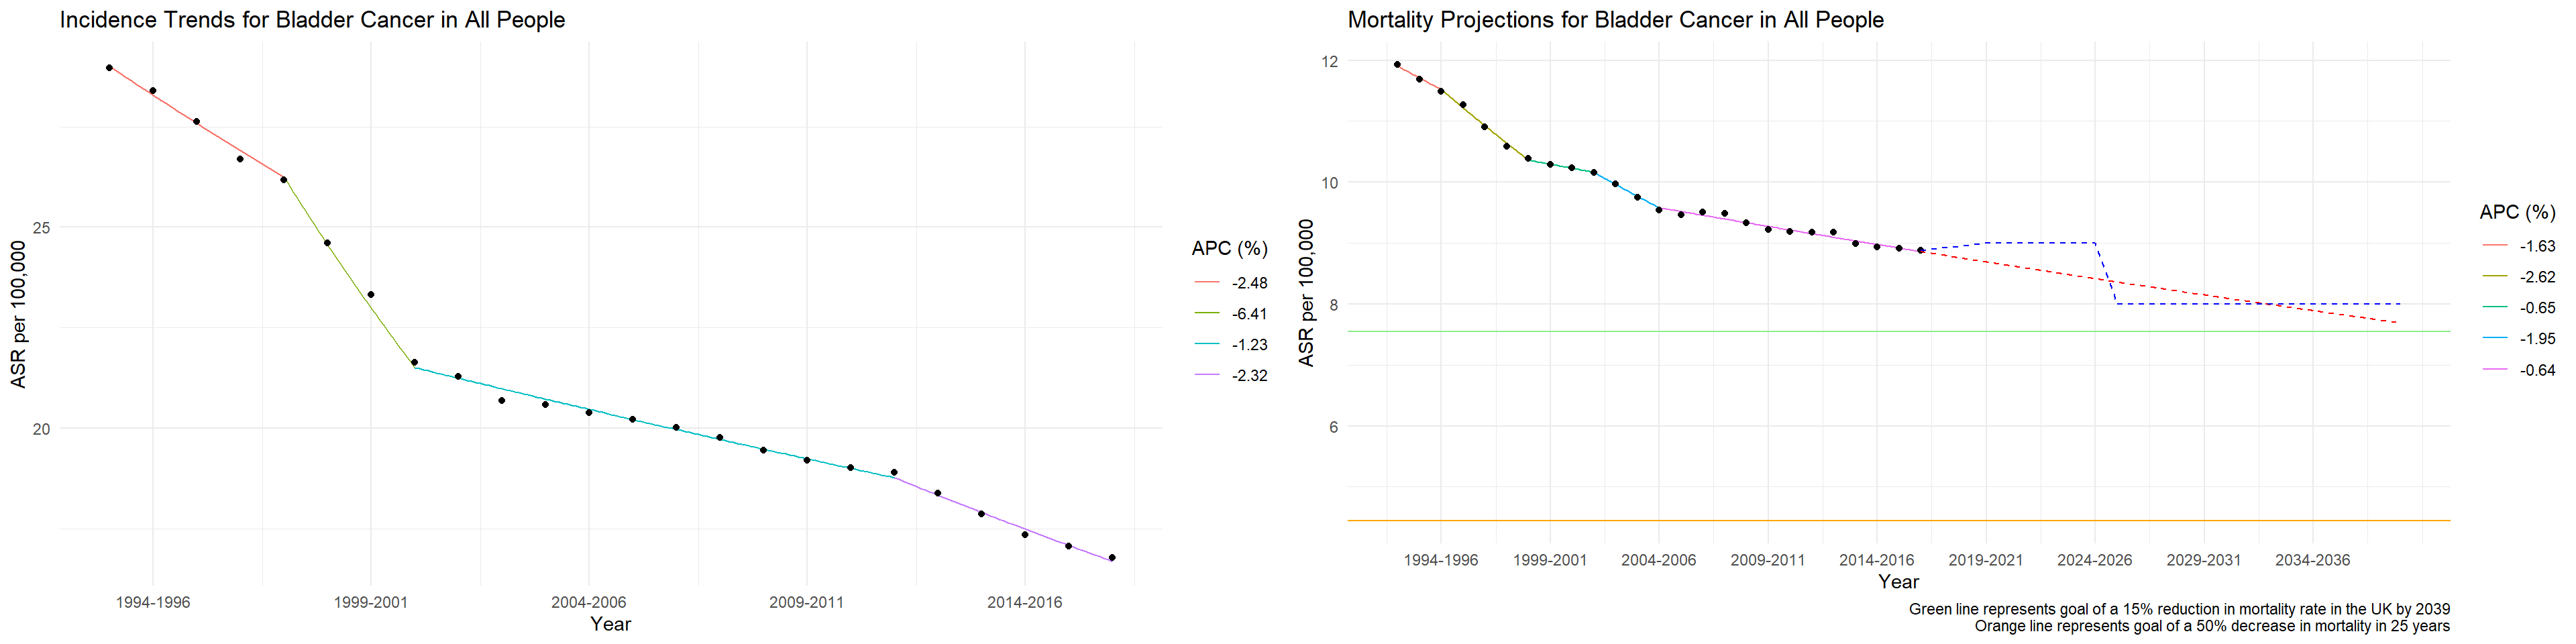 Incidence Trends for Bladder Cancer in All People
ASR per 100,000
25
20
1994-1996
1999-2001
2004-2006
2009-2011
2014-2016
Year
APC (%)
-2.48
-6.41
-1.23
-2.32
Mortality Projections for Bladder Cancer in All People
ASR per 100,000
12
10
8
6
1994-1996
1999-2001
2004-2006
2009-2011
2014-2016
2019-2021
2024-2026
2029-2031
2034-2036
Year
APC (%)
-1.63
-2.62
-0.65
-1.95
-0.64
Green line represents goal of a 15% reduction in mortality rate in the UK by 2039
Orange line represents goal of a 50% decrease in mortality in 25 years